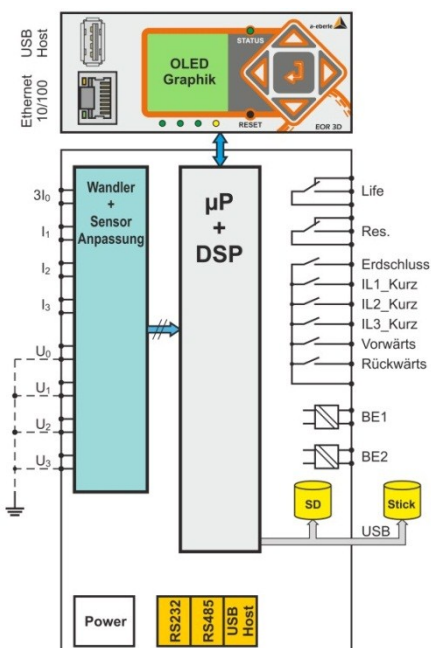 USB
Host
Ethernet
10/100
OLED
Graphik
STATUS
RESET
a-eberle
EOR 3D
3I₀
I₁
I₂
I₃
U₀
U₁
U₂
U₃
Wandler
+
Sensor
Anpassung
µP
+
DSP
Life
Res.
Erdschluss
IL1_Kurz
IL2_Kurz
IL3_Kurz
Vorwärts
Rückwärts
BE1
BE2
SD
Stick
USB
Power
RS232
RS485
USB
Host